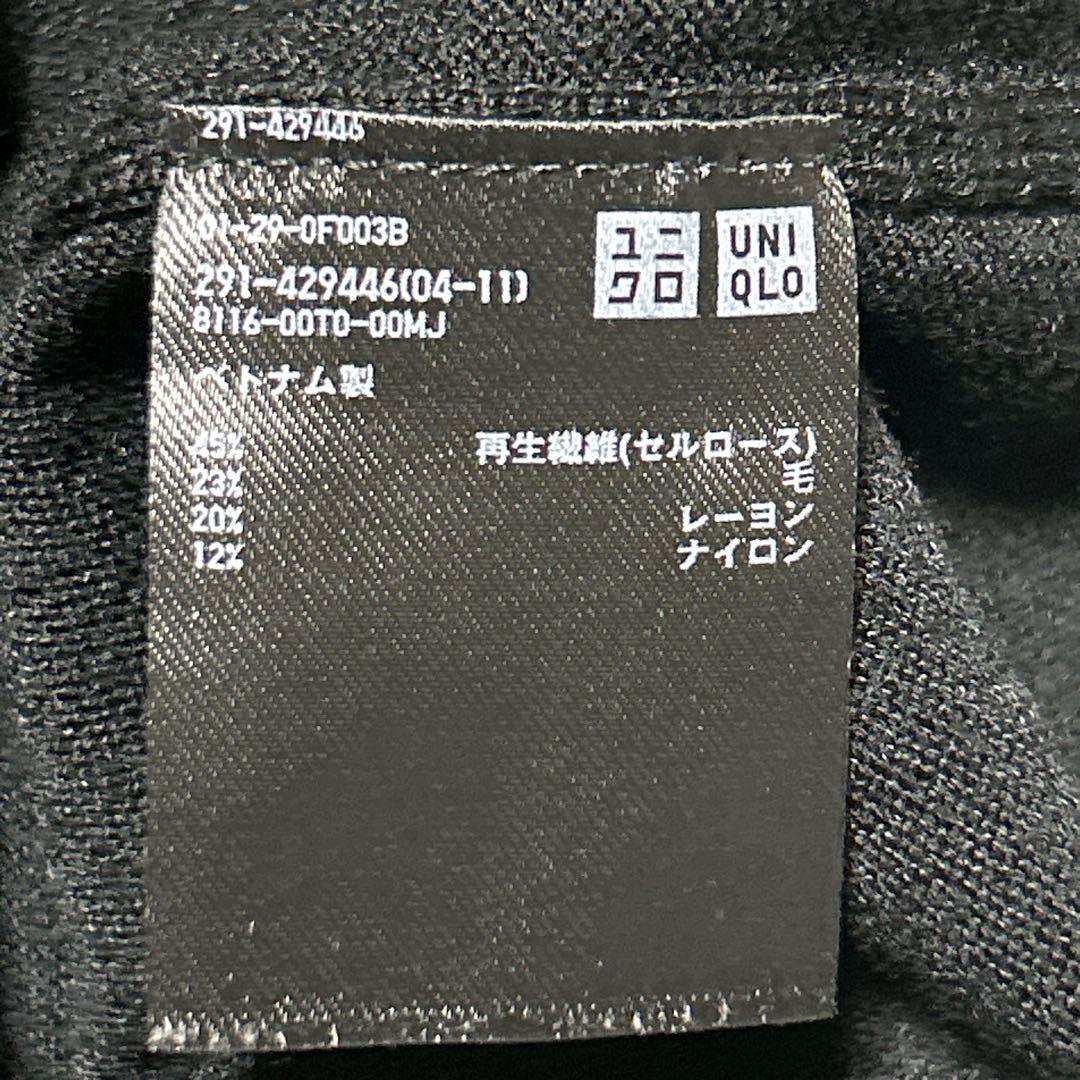 291-429446
01-29-0F003B
291-429446(04-11)
8116-00T0-00MJ
ユニクロ
UNIQLO
ベトナム製
45% 再生繊維(セルロース)
23% 毛
20% レーヨン
12% ナイロン